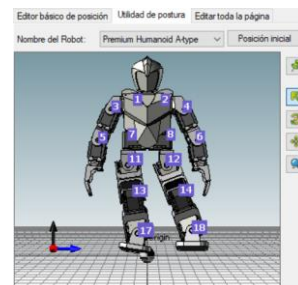 Editor básico de posición Utilidad de postura Editar toda la página
Nombre del Robot: Premium Humanoid A-type Posición inicial
1 2
3 4
5 7 8 6
11 12
13 14
17 18
origin